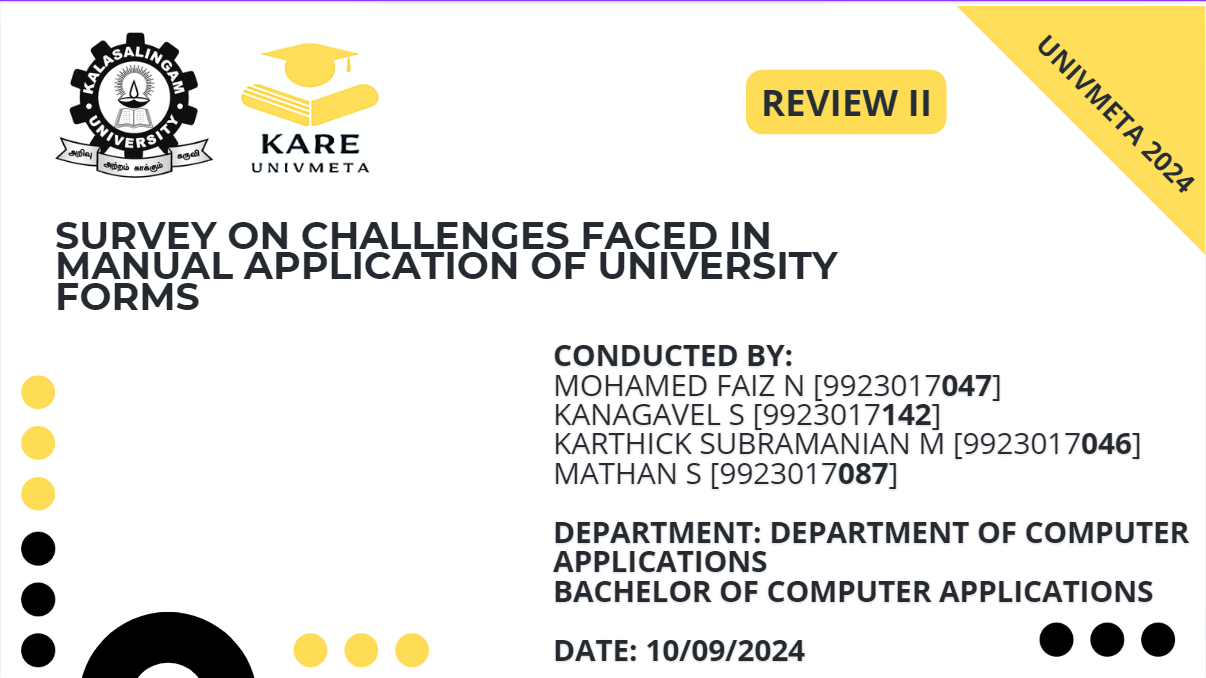 KALASALINGAM
UNIVERSITY
அறிவு
அற்றம் காக்கும்
கருவி
KARE
UNIVMETA
REVIEW II
UNIVMETA 2024
SURVEY ON CHALLENGES FACED IN
MANUAL APPLICATION OF UNIVERSITY
FORMS
CONDUCTED BY:
MOHAMED FAIZ N [9923017047]
KANAGAVEL S [9923017142]
KARTHICK SUBRAMANIAN M [9923017046]
MATHAN S [9923017087]
DEPARTMENT: DEPARTMENT OF COMPUTER
APPLICATIONS
BACHELOR OF COMPUTER APPLICATIONS
DATE: 10/09/2024